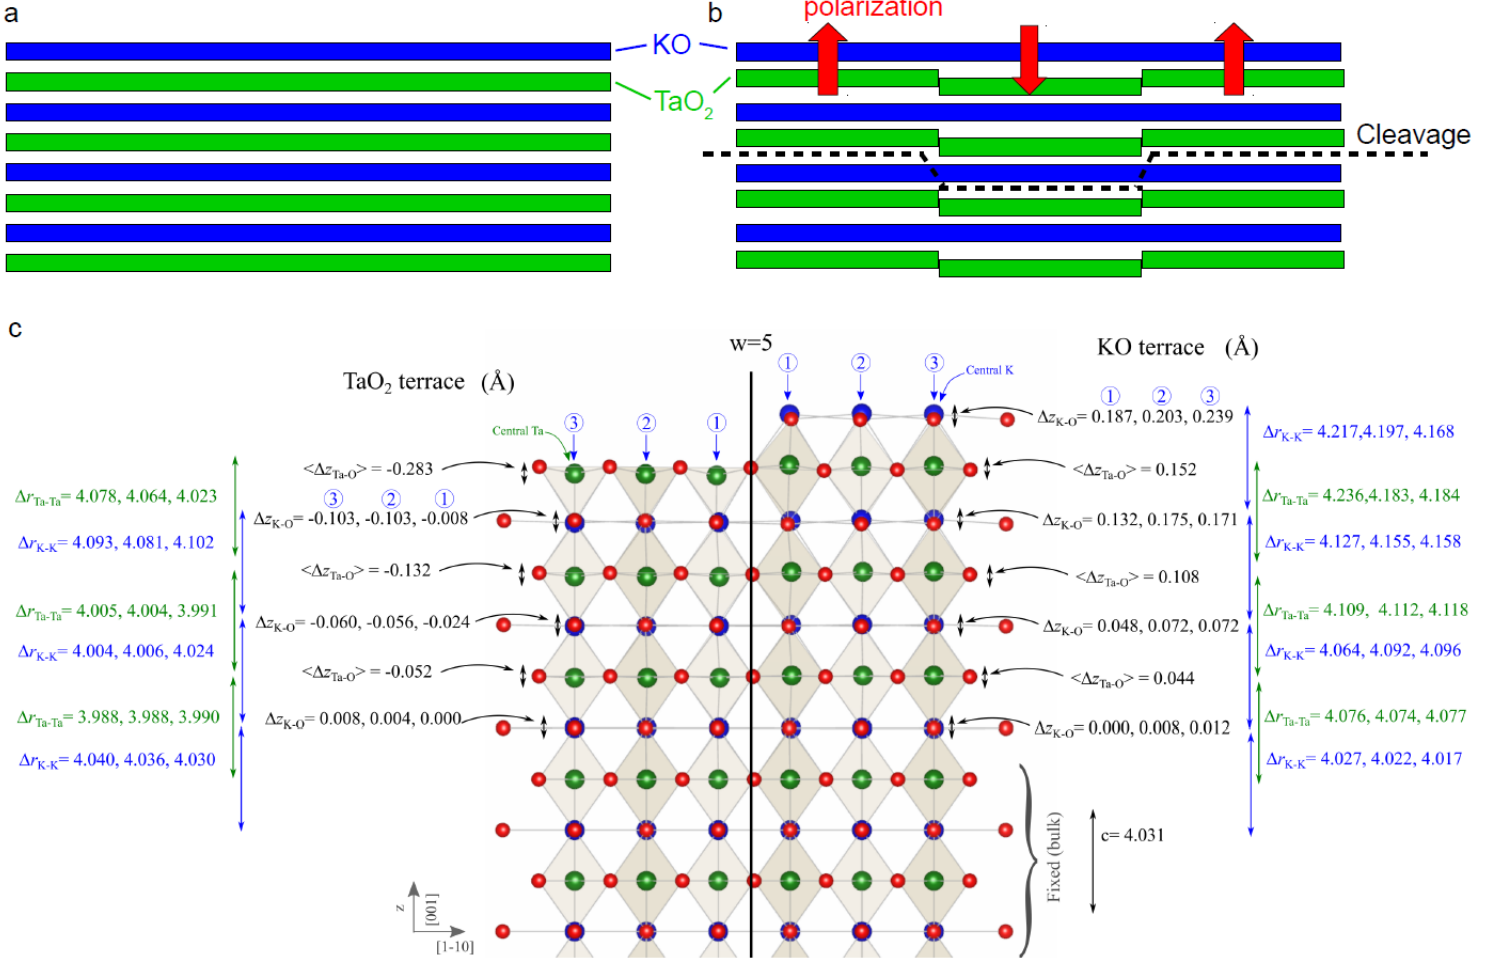 a
b
polarization
KO
TaO2
Cleavage
c
w=5
TaO2 terrace (Å)
KO terrace (Å)
① ② ③
Central K
① ② ③
ΔzK-O= 0.187, 0.203, 0.239
ΔrK-K= 4.217,4.197, 4.168
Central Ta
③ ② ①
<ΔzTa-O> = -0.283
<ΔzTa-O> = 0.152
ΔrTa-Ta= 4.078, 4.064, 4.023
ΔrTa-Ta= 4.236,4.183, 4.184
③ ② ①
ΔzK-O= -0.103, -0.103, -0.008
ΔzK-O= 0.132, 0.175, 0.171
ΔrK-K= 4.093, 4.081, 4.102
ΔrK-K= 4.127, 4.155, 4.158
<ΔzTa-O> = -0.132
<ΔzTa-O> = 0.108
ΔrTa-Ta= 4.005, 4.004, 3.991
ΔrTa-Ta= 4.109, 4.112, 4.118
ΔzK-O= -0.060, -0.056, -0.024
ΔzK-O= 0.048, 0.072, 0.072
ΔrK-K= 4.004, 4.006, 4.024
ΔrK-K= 4.064, 4.092, 4.096
<ΔzTa-O> = -0.052
<ΔzTa-O> = 0.044
ΔrTa-Ta= 3.988, 3.988, 3.990
ΔrTa-Ta= 4.076, 4.074, 4.077
ΔzK-O= 0.008, 0.004, 0.000
ΔzK-O= 0.000, 0.008, 0.012
ΔrK-K= 4.040, 4.036, 4.030
ΔrK-K= 4.027, 4.022, 4.017
Fixed (bulk)
c= 4.031
z
[001]
[1-10]